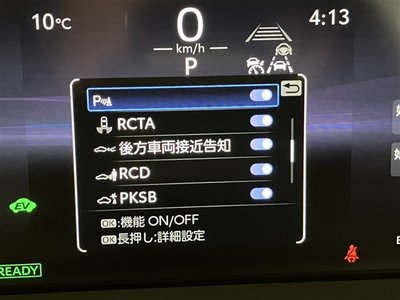 10℃
0
4:13
km/h
P
P
RCTA
後方車両接近告知
RCD
PKSB
OK:機能 ON/OFF
OK長押し:詳細設定
EV
READY